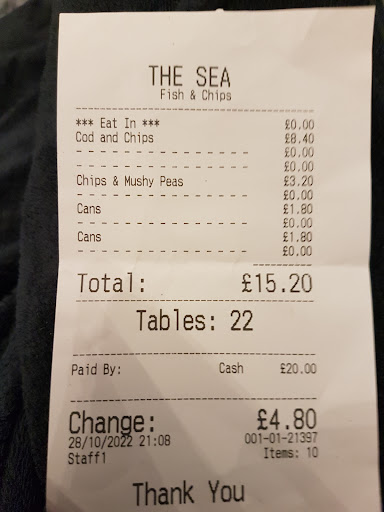 THE SEA
Fish & Chips
*** Eat In *** £0.00
Cod and Chips £8.40
- - - - - - - - - - - - - - £0.00
- - - - - - - - - - - - - - £0.00
Chips & Mushy Peas £3.20
- - - - - - - - - - - - - - £0.00
Cans £1.80
- - - - - - - - - - - - - - £0.00
Cans £1.80
- - - - - - - - - - - - - - £0.00
Total: £15.20
Tables: 22
Paid By: Cash £20.00
Change: £4.80
28/10/2022 21:08 001-01-21397
Staff1 Items: 10
Thank You